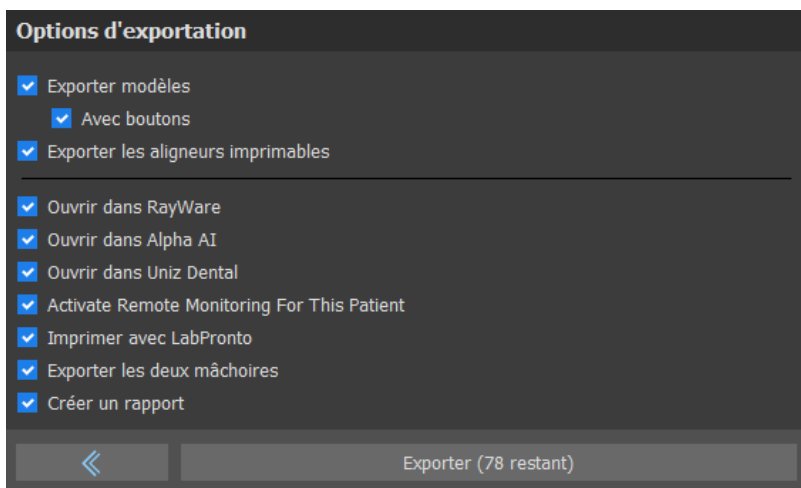 Options d'exportation
Exporter modèles
Avec boutons
Exporter les aligneurs imprimables
Ouvrir dans RayWare
Ouvrir dans Alpha AI
Ouvrir dans Uniz Dental
Activate Remote Monitoring For This Patient
Imprimer avec LabPronto
Exporter les deux mâchoires
Créer un rapport
Exporter (78 restant)